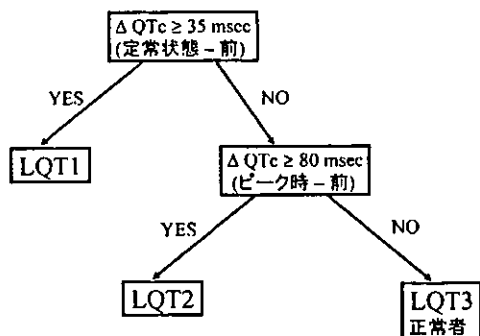 Δ QTc ≥ 35 msec
(定常状態 – 前)
YES
NO
LQT1
Δ QTc ≥ 80 msec
(ピーク時 – 前)
YES
NO
LQT2
LQT3
正常者